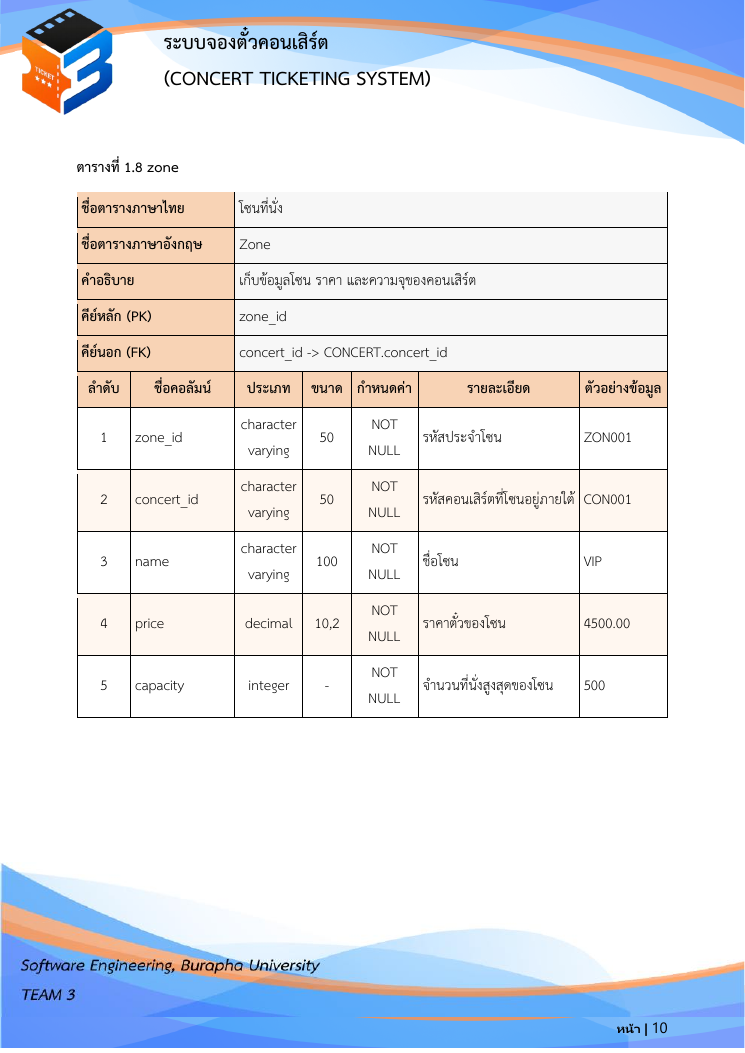 ระบบจองตั๋วคอนเสิร์ต
(CONCERT TICKETING SYSTEM)
TICKET
ตารางที่ 1.8 zone
ชื่อตารางภาษาไทย โซนที่นั่ง
ชื่อตารางภาษาอังกฤษ Zone
คำอธิบาย เก็บข้อมูลโซน ราคา และความจุของคอนเสิร์ต
คีย์หลัก (PK) zone_id
คีย์นอก (FK) concert_id -> CONCERT.concert_id
ลำดับ ชื่อคอลัมน์ ประเภท ขนาด กำหนดค่า รายละเอียด ตัวอย่างข้อมูล
1 zone_id character varying 50 NOT NULL รหัสประจำโซน ZON001
2 concert_id character varying 50 NOT NULL รหัสคอนเสิร์ตที่โซนอยู่ภายใต้ CON001
3 name character varying 100 NOT NULL ชื่อโซน VIP
4 price decimal 10,2 NOT NULL ราคาตั๋วของโซน 4500.00
5 capacity integer - NOT NULL จำนวนที่นั่งสูงสุดของโซน 500
Software Engineering, Burapha University
TEAM 3
หน้า | 10